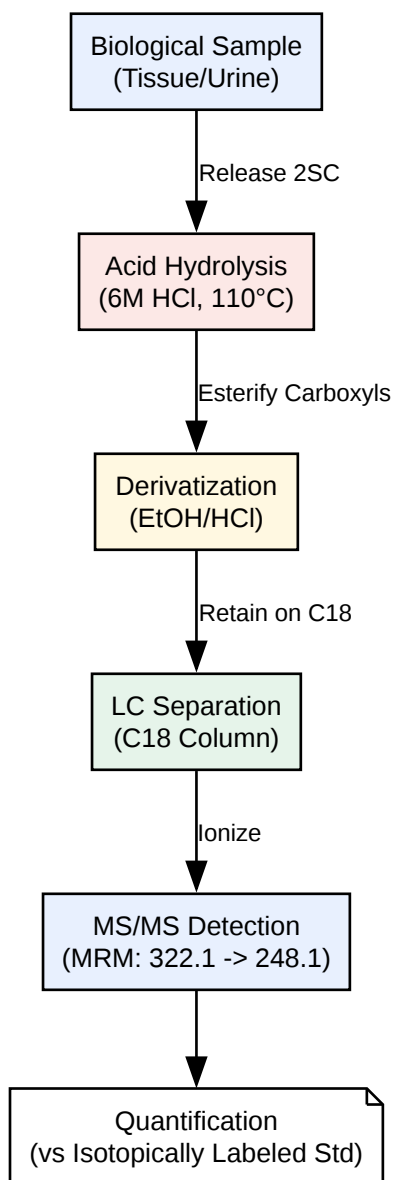 Biological Sample
(Tissue/Urine)
Release 2SC
Acid Hydrolysis
(6M HCl, 110°C)
Esterify Carboxyls
Derivatization
(EtOH/HCl)
Retain on C18
LC Separation
(C18 Column)
Ionize
MS/MS Detection
(MRM: 322.1 -> 248.1)
Quantification
(vs Isotopically Labeled Std)